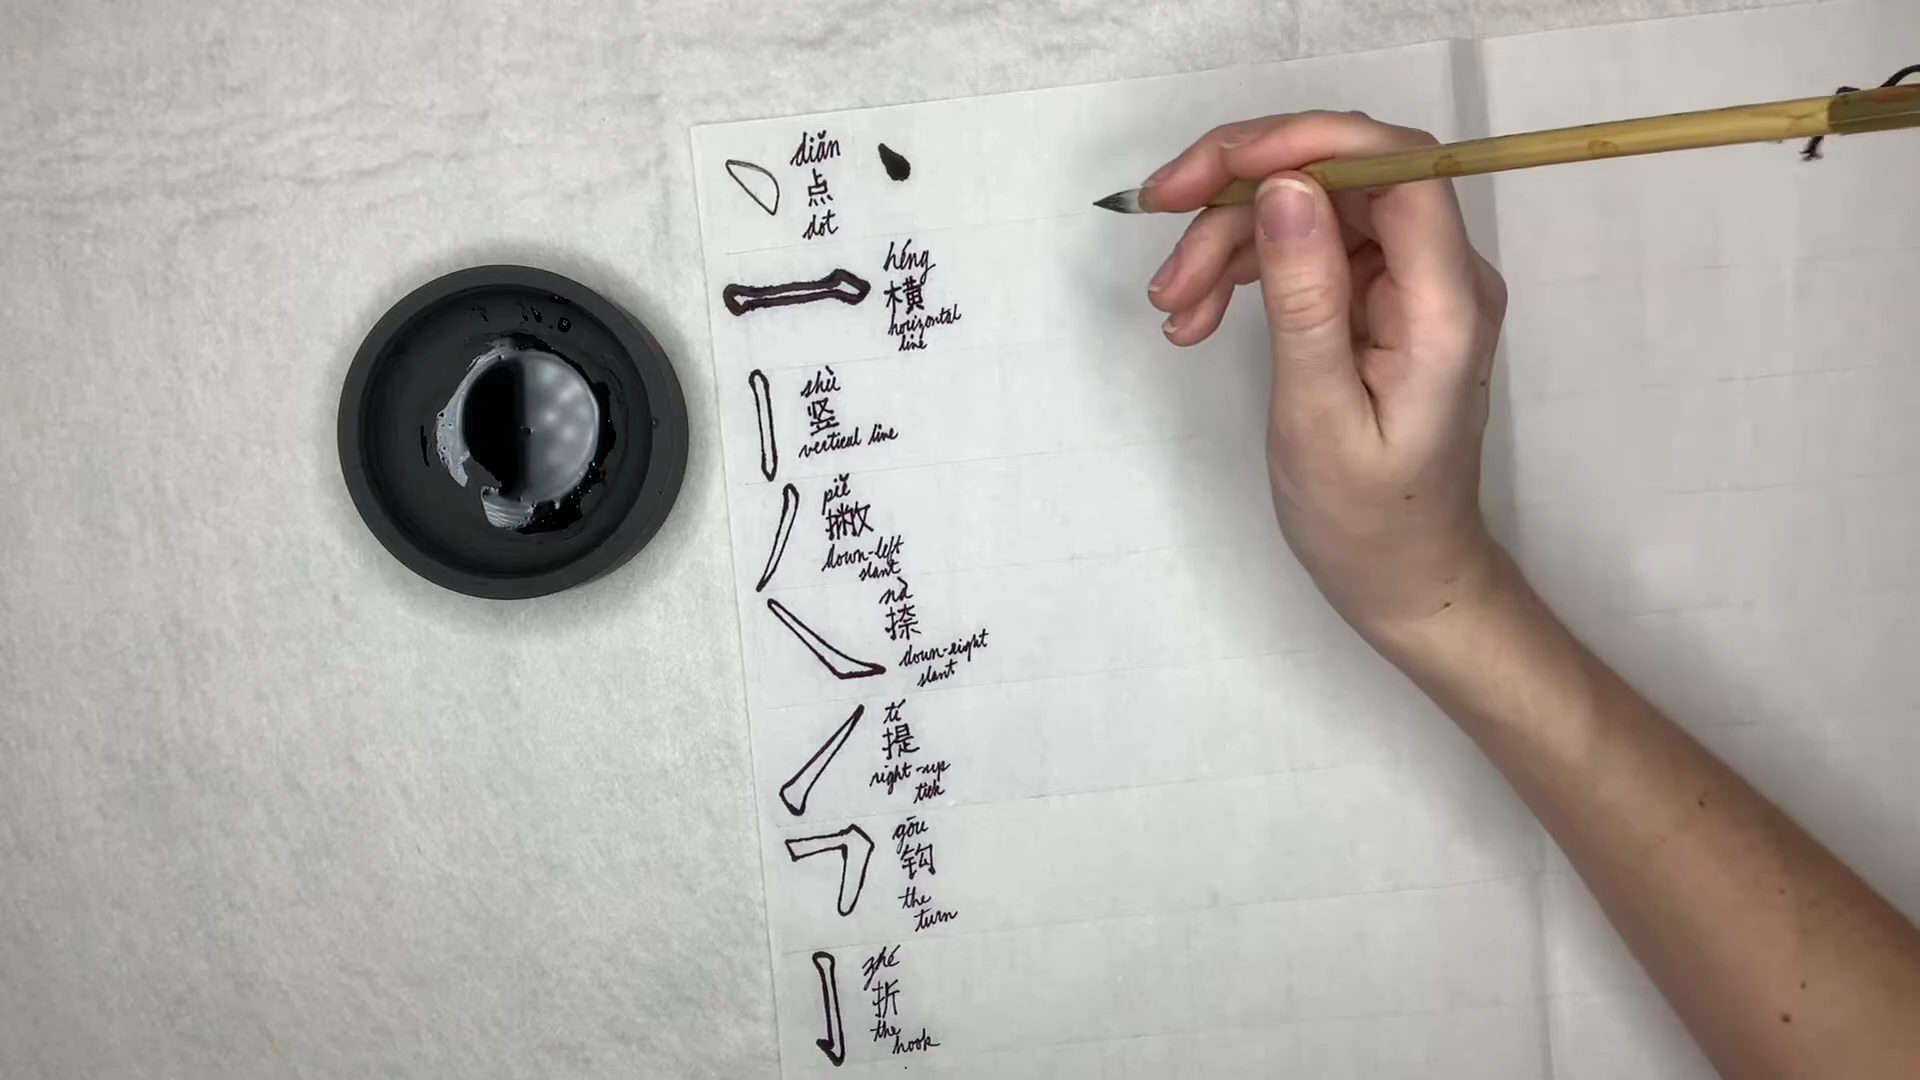 diǎn
点
dot
héng
横
horizontal
line
shù
竖
vertical line
piě
撇
down-left
slant
nà
捺
down-right
slant
tí
提
right-up
tick
gōu
钩
the
turn
zhé
折
the
hook